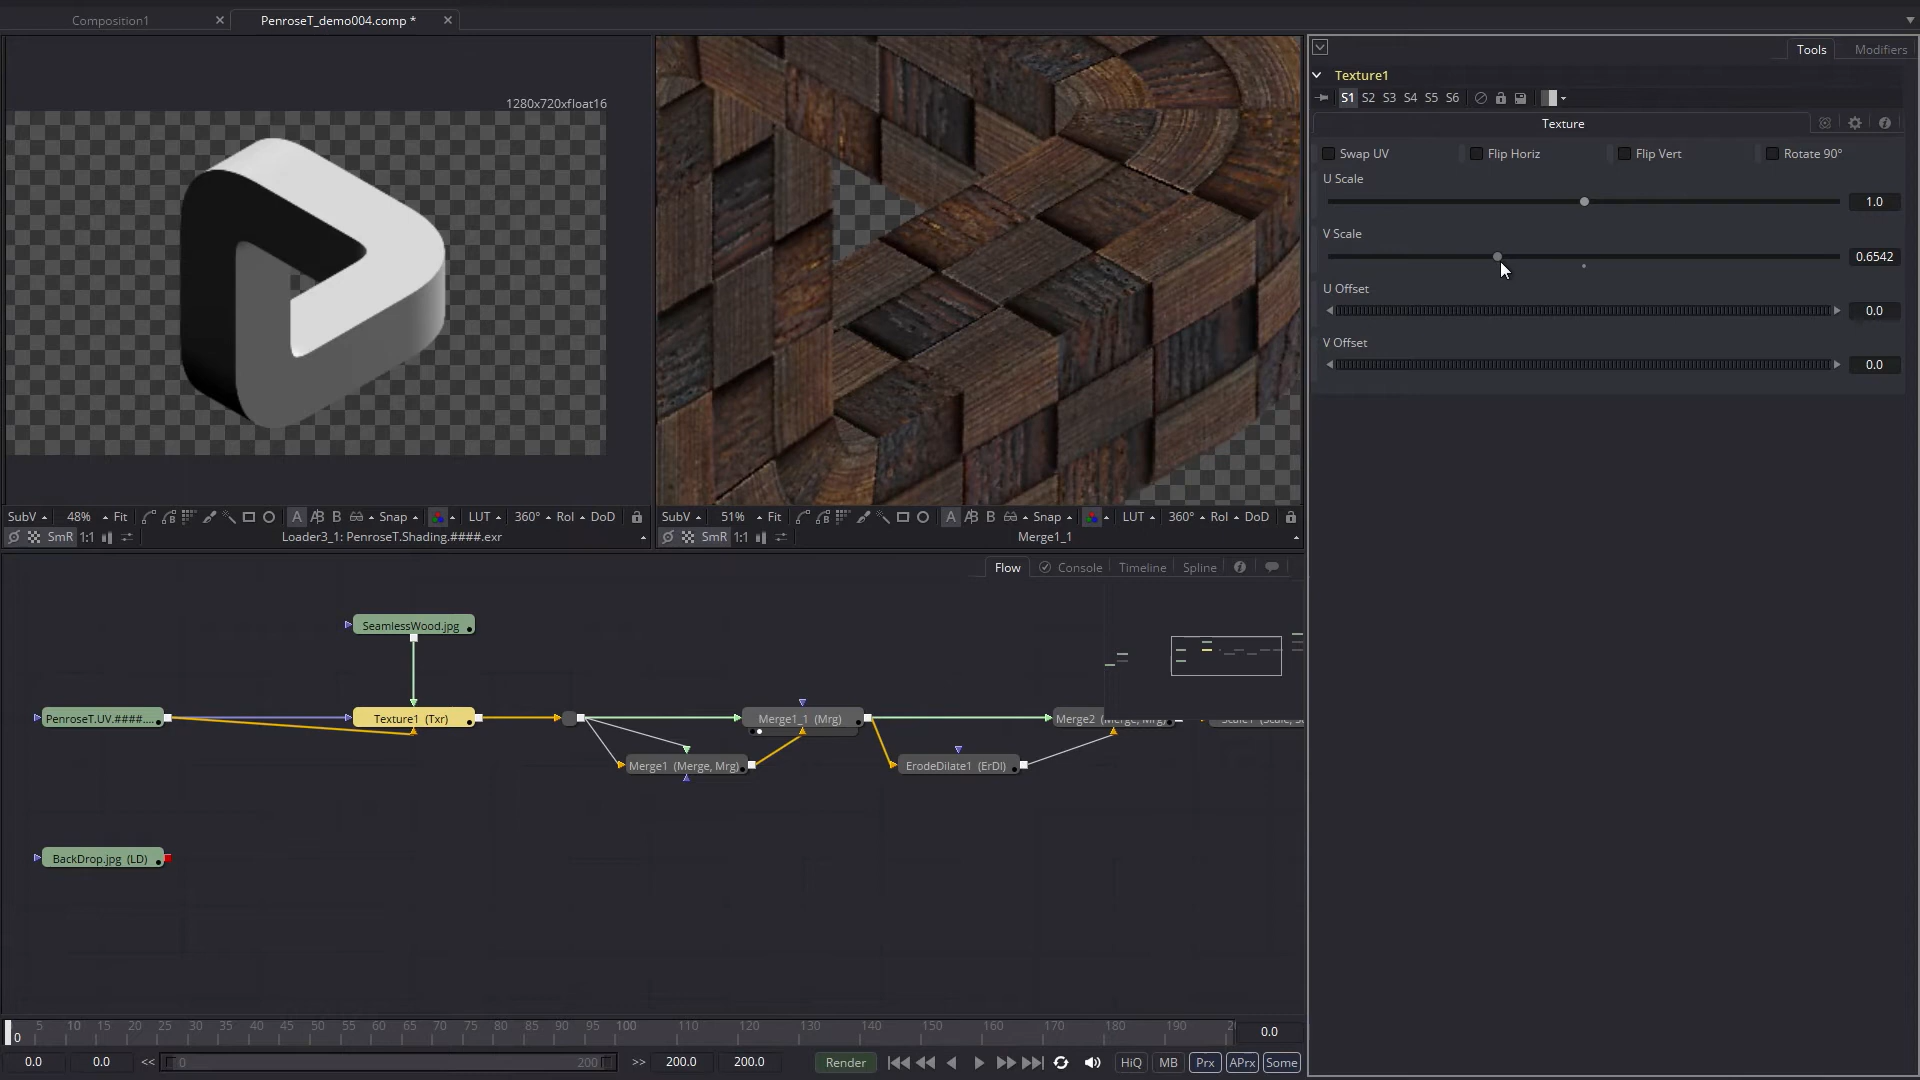 Composition1
PenroseT_demo004.comp *
1280x720xfloat16
Tools
Modifiers
Texture1
S1 S2 S3 S4 S5 S6
Texture
Swap UV
Flip Horiz
Flip Vert
Rotate 90°
U Scale
1.0
V Scale
0.6542
U Offset
0.0
V Offset
0.0
SubV 48% Fit A B Snap LUT 360° RoI DoD
SmR 1:1 Loader3_1: PenroseT.Shading.####.exr
SubV 51% Fit A B Snap LUT 360° RoI DoD
SmR 1:1 Merge1_1
Flow Console Timeline Spline
SeamlessWood.jpg
PenroseT.UV.####....
Texture1 (Txr)
Merge1_1 (Mrg)
Merge2 (Merge, Mrg)
Merge1 (Merge, Mrg)
ErodeDilate1 (ErDl)
BackDrop.jpg (LD)
0 5 10 15 20 25 30 35 40 45 50 55 60 65 70 75 80 85 90 95 100 110 120 130 140 150 160 170 180 190
0.0
0.0 0.0 << 0 200 >> 200.0 200.0 Render HiQ MB Prx APrx Some